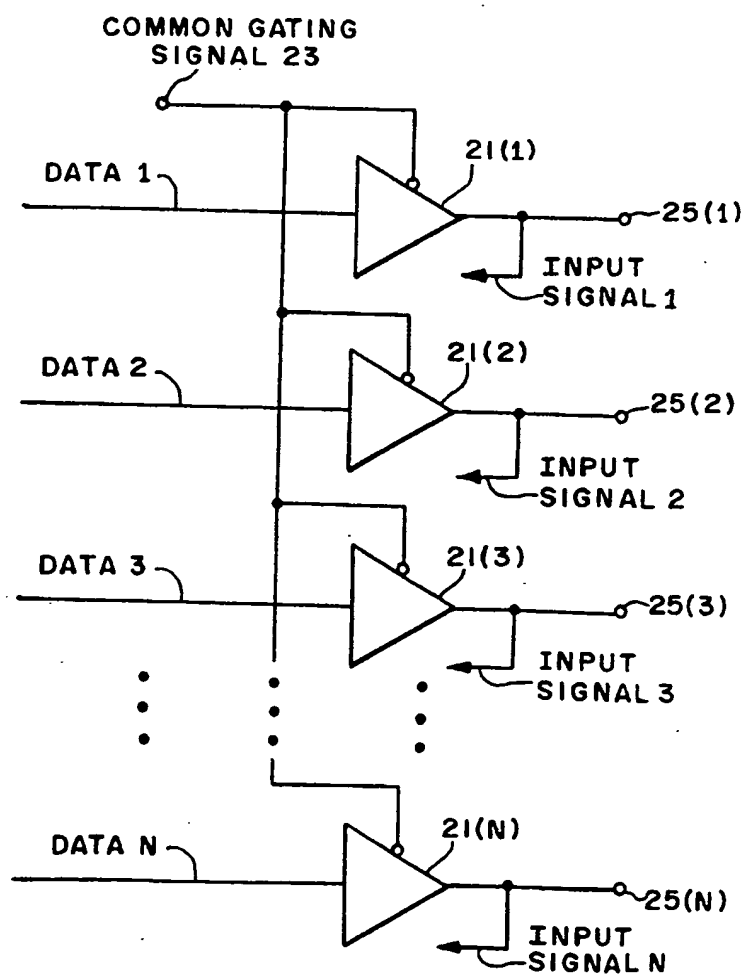 COMMON GATING
SIGNAL 23
DATA 1
21(1)
25(1)
INPUT
SIGNAL 1
DATA 2
21(2)
25(2)
INPUT
SIGNAL 2
DATA 3
21(3)
25(3)
INPUT
SIGNAL 3
DATA N
21(N)
25(N)
INPUT
SIGNAL N